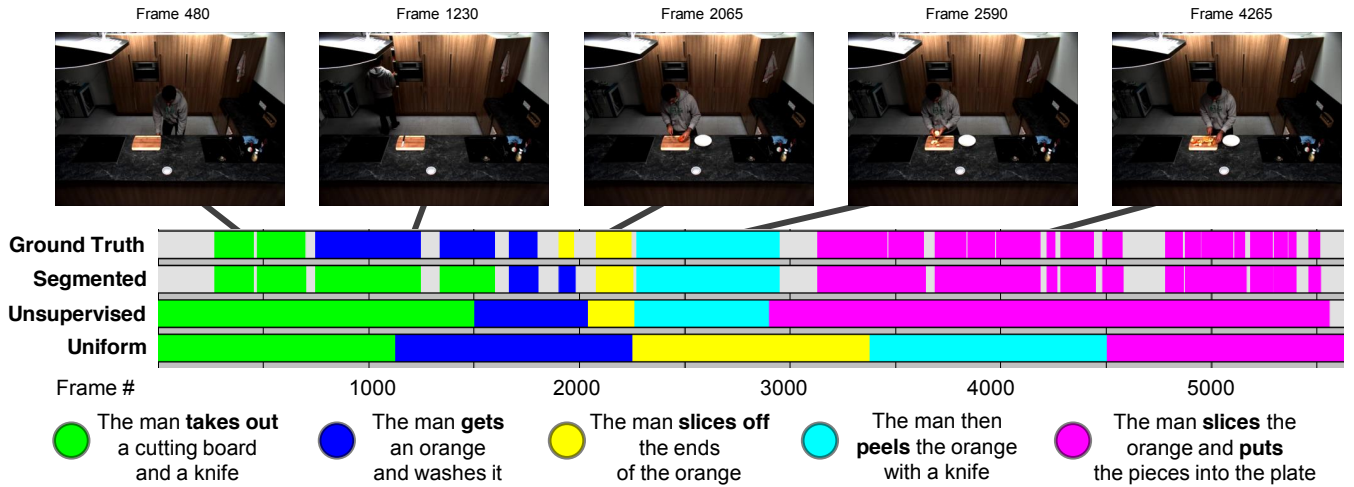 Frame 480
Frame 1230
Frame 2065
Frame 2590
Frame 4265
Ground Truth
Segmented
Unsupervised
Uniform
Frame #
1000
2000
3000
4000
5000
The man takes out
a cutting board
and a knife
The man gets
an orange
and washes it
The man slices off
the ends
of the orange
The man then
peels the orange
with a knife
The man slices the
orange and puts
the pieces into the plate